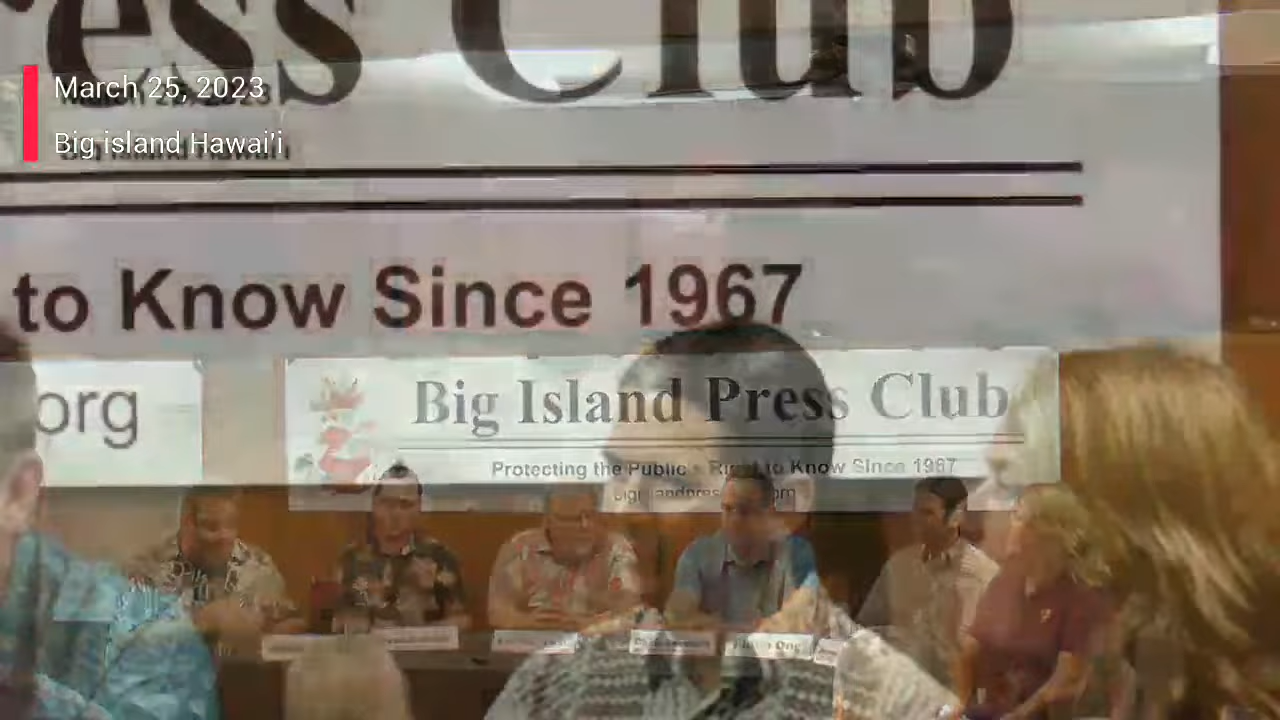 ress Club
March 25, 2023
Big island Hawai'i
to Know Since 1967
org
Big Island Press Club
Protecting the Public's Right to Know Since 1967